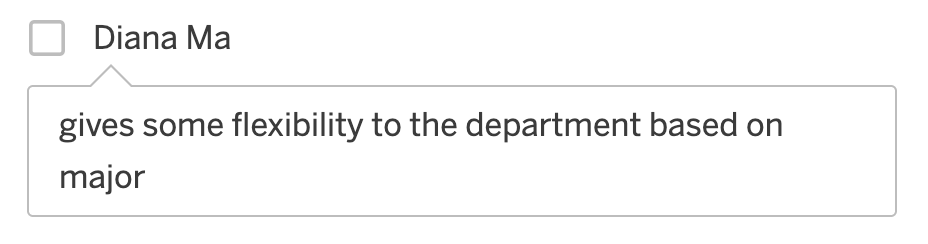 Diana Ma
gives some flexibility to the department based on
major